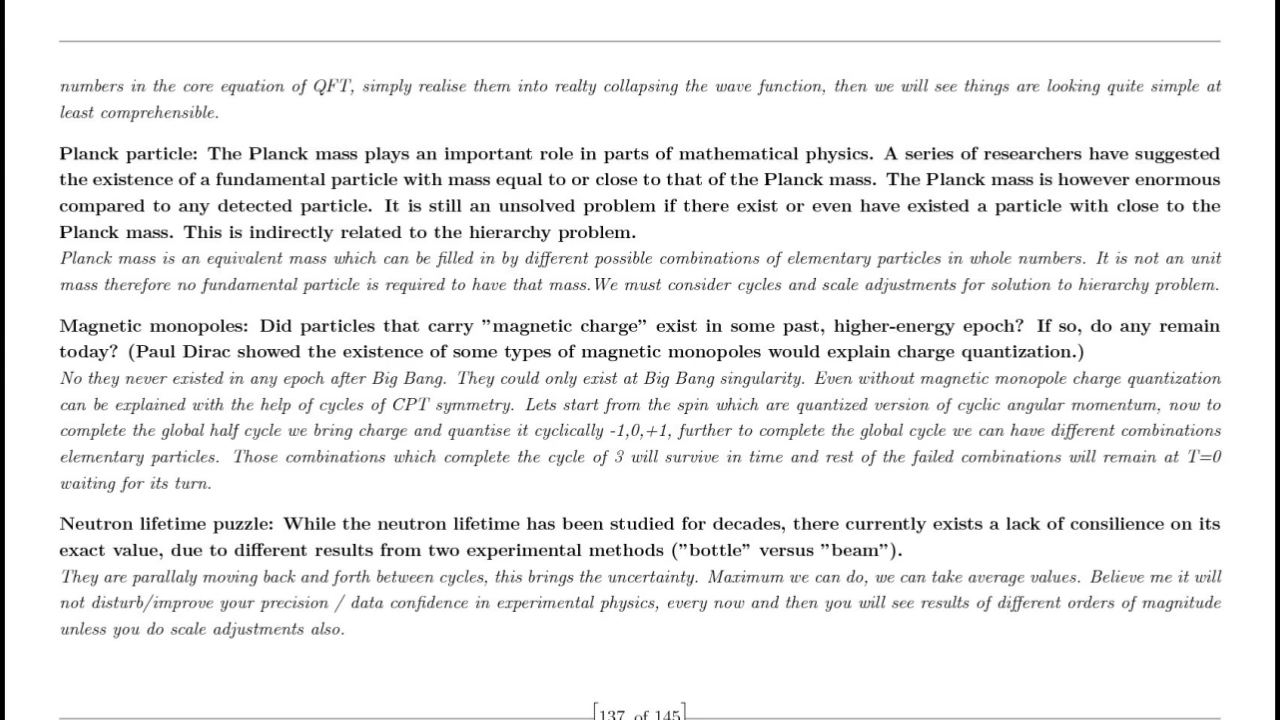 numbers in the core equation of QFT, simply realise them into realty collapsing the wave function, then we will see things are looking quite simple at
least comprehensible.
Planck particle: The Planck mass plays an important role in parts of mathematical physics. A series of researchers have suggested
the existence of a fundamental particle with mass equal to or close to that of the Planck mass. The Planck mass is however enormous
compared to any detected particle. It is still an unsolved problem if there exist or even have existed a particle with close to the
Planck mass. This is indirectly related to the hierarchy problem.
Planck mass is an equivalent mass which can be filled in by different possible combinations of elementary particles in whole numbers. It is not an unit
mass therefore no fundamental particle is required to have that mass. We must consider cycles and scale adjustments for solution to hierarchy problem.
Magnetic monopoles: Did particles that carry "magnetic charge" exist in some past, higher-energy epoch? If so, do any remain
today? (Paul Dirac showed the existence of some types of magnetic monopoles would explain charge quantization.)
No they never existed in any epoch after Big Bang. They could only exist at Big Bang singularity. Even without magnetic monopole charge quantization
can be explained with the help of cycles of CPT symmetry. Lets start from the spin which are quantized version of cyclic angular momentum, now to
complete the global half cycle we bring charge and quantise it cyclically -1,0,+1, further to complete the global cycle we can have different combinations
elementary particles. Those combinations which complete the cycle of 3 will survive in time and rest of the failed combinations will remain at T=0
waiting for its turn.
Neutron lifetime puzzle: While the neutron lifetime has been studied for decades, there currently exists a lack of consilience on its
exact value, due to different results from two experimental methods ("bottle" versus "beam").
They are parallaly moving back and forth between cycles, this brings the uncertainty. Maximum we can do, we can take average values. Believe me it will
not disturb/improve your precision / data confidence in experimental physics, every now and then you will see results of different orders of magnitude
unless you do scale adjustments also.
[137 of 145]